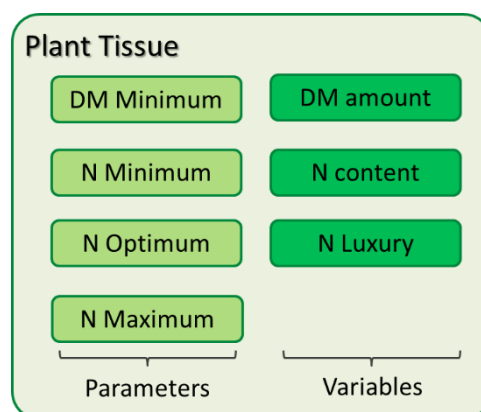 Plant Tissue
DM Minimum
DM amount
N Minimum
N content
N Optimum
N Luxury
N Maximum
Parameters
Variables